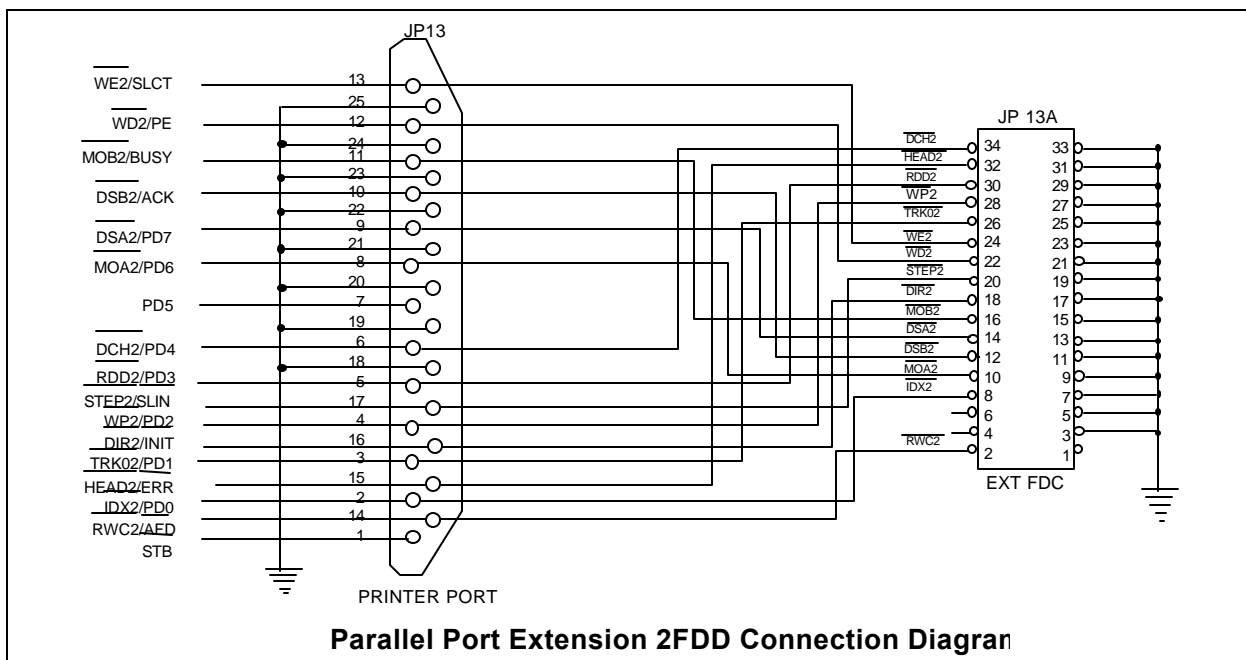 JP13
WE2/SLCT 13
25
WD2/PE 12
24
MOB2/BUSY 11
23
DSB2/ACK 10
22
DSA2/PD7 9
21
MOA2/PD6 8
20
PD5 7
19
DCH2/PD4 6
18
RDD2/PD3 5
STEP2/SLIN 17
WP2/PD2 4
DIR2/INIT 16
TRK02/PD1 3
HEAD2/ERR 15
IDX2/PD0 2
RWC2/AFD 14
STB 1
PRINTER PORT
JP 13A
DCH2 34 33
HEAD2 32 31
RDD2 30 29
WP2 28 27
TRK02 26 25
WE2 24 23
WD2 22 21
STEP2 20 19
DIR2 18 17
MOB2 16 15
DSA2 14 13
DSB2 12 11
MOA2 10 9
IDX2 8 7
6 5
4 3
RWC2 2 1
EXT FDC
Parallel Port Extension 2FDD Connection Diagran